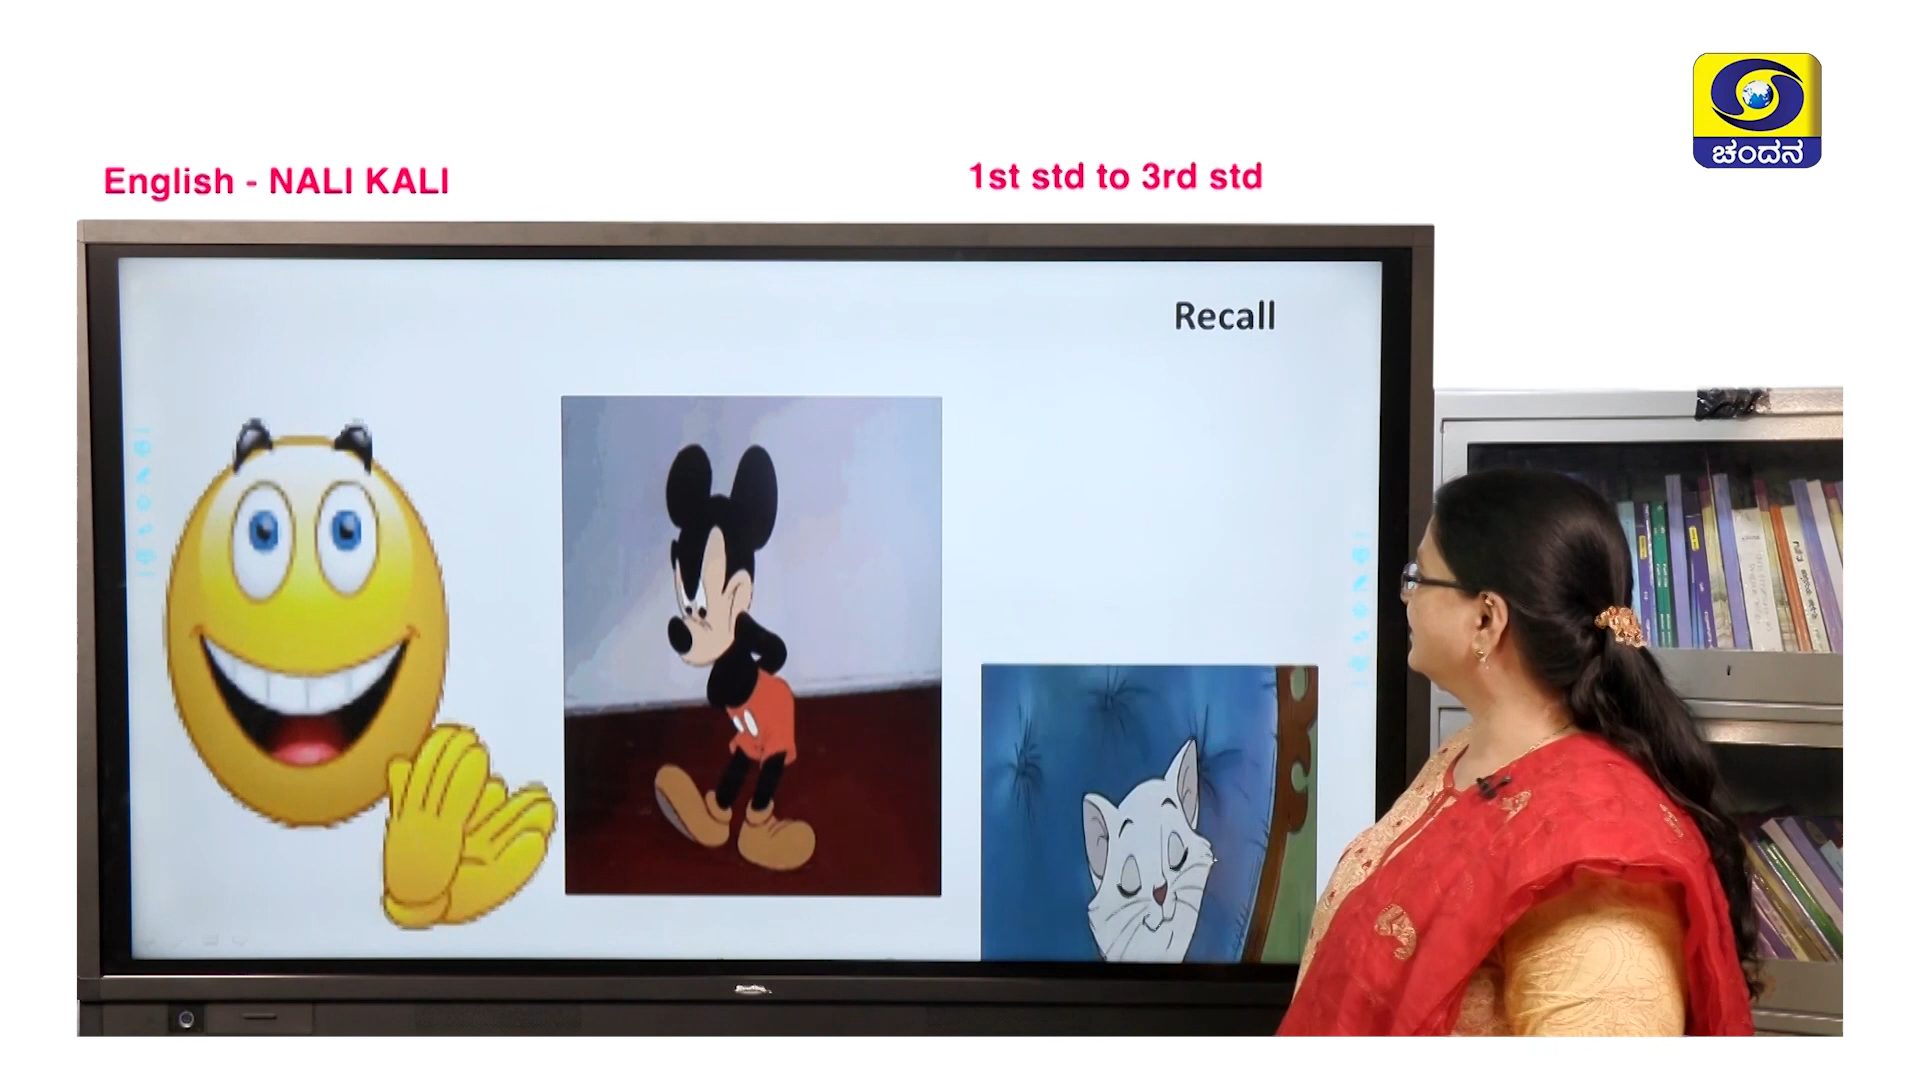 ಚಂದನ
English - NALI KALI
1st std to 3rd std
Recall